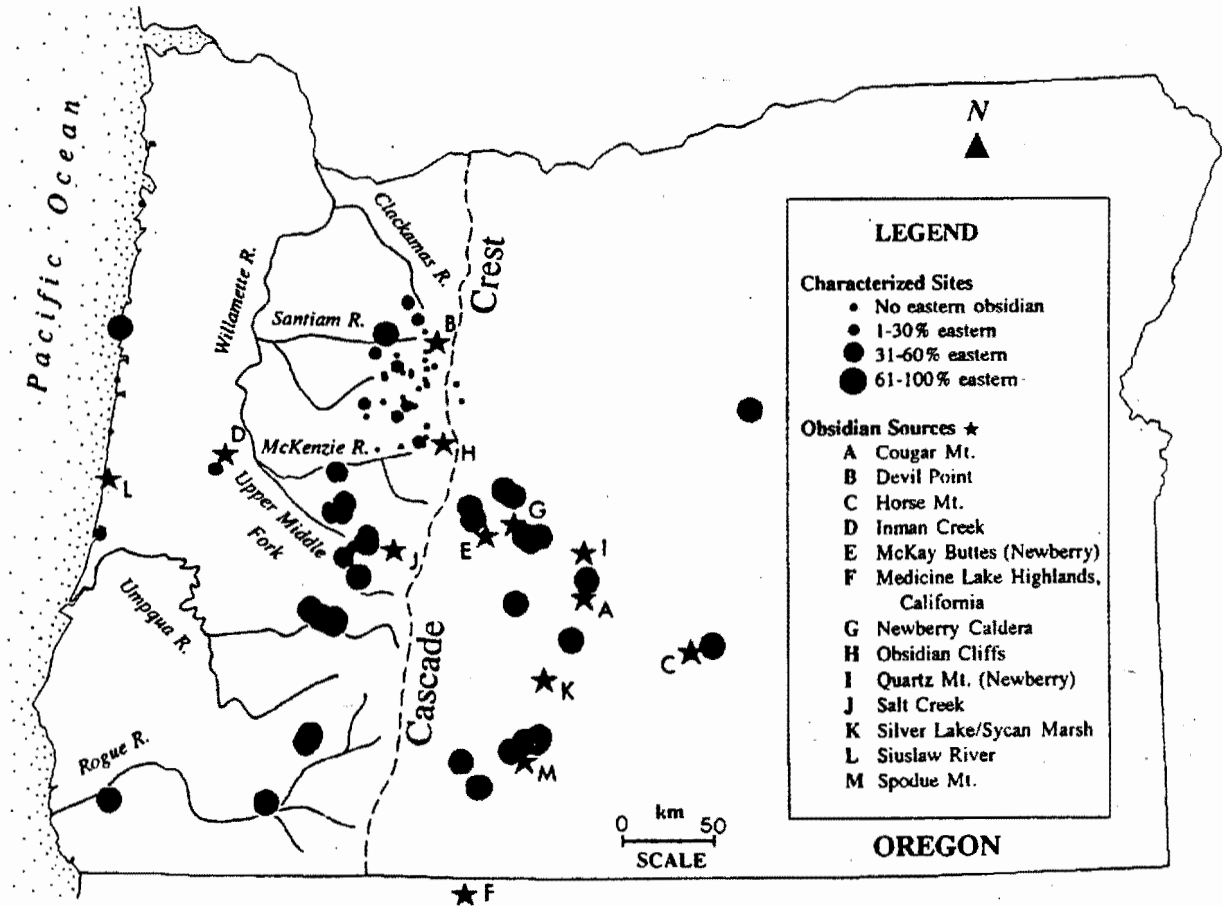 Pacific Ocean
Willamette R.
Clackamas R.
Santiam R.
McKenzie R.
Upper Middle
Fork
Umpqua R.
Rogue R.
Cascade
Crest
B
D
H
L
G
E
I
J
A
C
K
M
F
N
LEGEND
Characterized Sites
No eastern obsidian
1-30% eastern
31-60% eastern
61-100% eastern
Obsidian Sources ★
A Cougar Mt.
B Devil Point
C Horse Mt.
D Inman Creek
E McKay Buttes (Newberry)
F Medicine Lake Highlands,
California
G Newberry Caldera
H Obsidian Cliffs
I Quartz Mt. (Newberry)
J Salt Creek
K Silver Lake/Sycan Marsh
L Siuslaw River
M Spodue Mt.
km
0 50
SCALE
OREGON